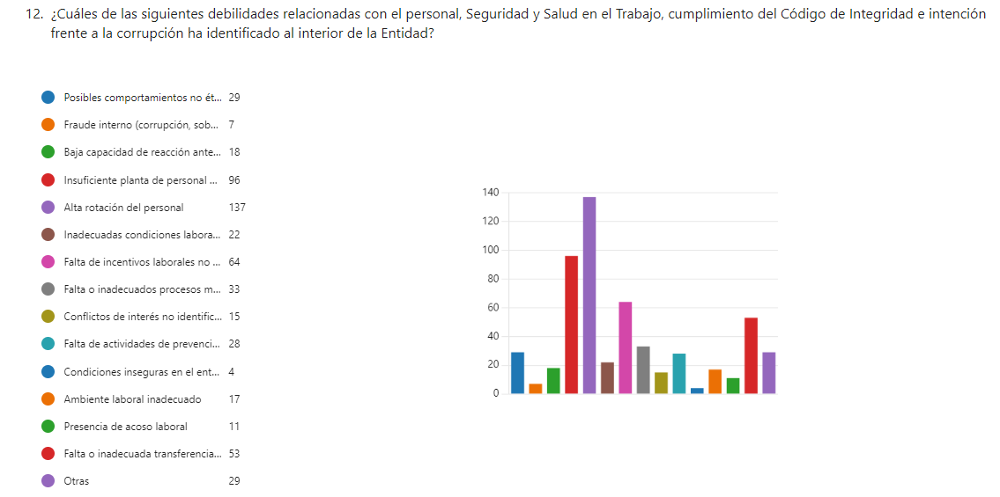 12. ¿Cuáles de las siguientes debilidades relacionadas con el personal, Seguridad y Salud en el Trabajo, cumplimiento del Código de Integridad e intención
frente a la corrupción ha identificado al interior de la Entidad?
Posibles comportamientos no ét... 29
Fraude interno (corrupción, sob... 7
Baja capacidad de reacción ante... 18
Insuficiente planta de personal ... 96
Alta rotación del personal 137
Inadecuadas condiciones labora... 22
Falta de incentivos laborales no ... 64
Falta o inadecuados procesos m... 33
Conflictos de interés no identific... 15
Falta de actividades de prevenci... 28
Condiciones inseguras en el ent... 4
Ambiente laboral inadecuado 17
Presencia de acoso laboral 11
Falta o inadecuada transferencia... 53
Otras 29
140
120
100
80
60
40
20
0